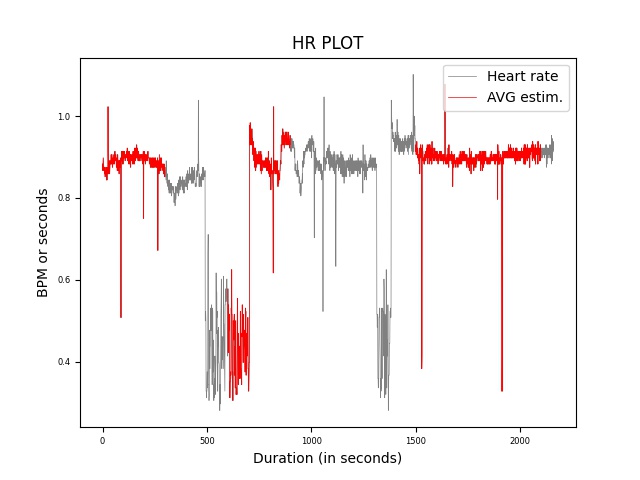 HR PLOT
Heart rate
AVG estim.
BPM or seconds
1.0
0.8
0.6
0.4
0
500
1000
1500
2000
Duration (in seconds)